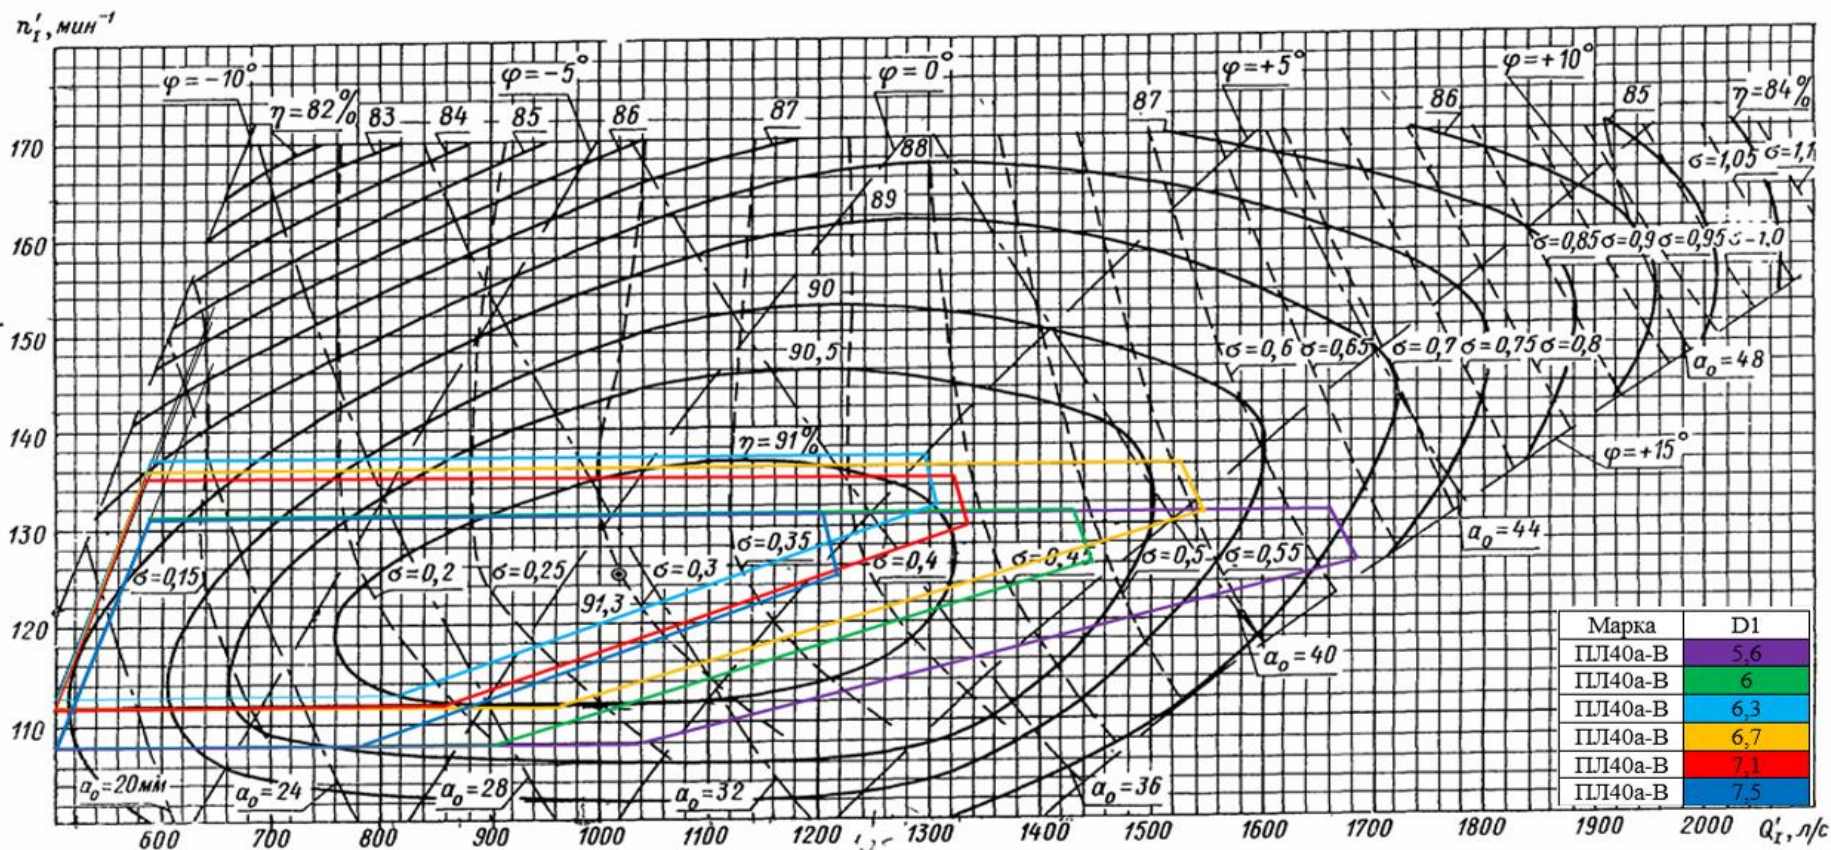 n'I, мин⁻¹
φ=-10°
φ=-5°
φ=0°
φ=+5°
φ=+10°
η=82%
83
84
85
86
87
87
86
85
η=84%
170
88
σ=1,05
σ=1,1
89
160
σ=0,85
σ=0,9
σ=0,95
σ-1.0
90
150
90,5
σ=0,6
σ=0,65
σ=0,7
σ=0,75
σ=0,8
a₀=48
140
η=91%
φ=+15°
130
σ=0,35
a₀=44
σ=0,15
σ=0,2
σ=0,25
σ=0,3
σ=0,4
σ=0,45
σ=0,5
σ=0,55
91,3
120
a₀=40
Марка D1
ПЛ40а-В 5,6
ПЛ40а-В 6
ПЛ40а-В 6,3
ПЛ40а-В 6,7
ПЛ40а-В 7,1
ПЛ40а-В 7,5
110
a₀=20мм
a₀=24
a₀=28
a₀=32
a₀=36
600 700 800 900 1000 1100 1200 1300 1400 1500 1600 1700 1800 1900 2000 Q'I, л/с